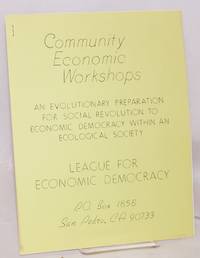 Community
Economic
Workshops
AN EVOLUTIONARY PREPARATION
FOR SOCIAL REVOLUTION TO
ECONOMIC DEMOCRACY WITHIN AN
ECOLOGICAL SOCIETY
LEAGUE FOR
ECONOMIC DEMOCRACY
P.O. Box 1858
San Pedro, CA 90733